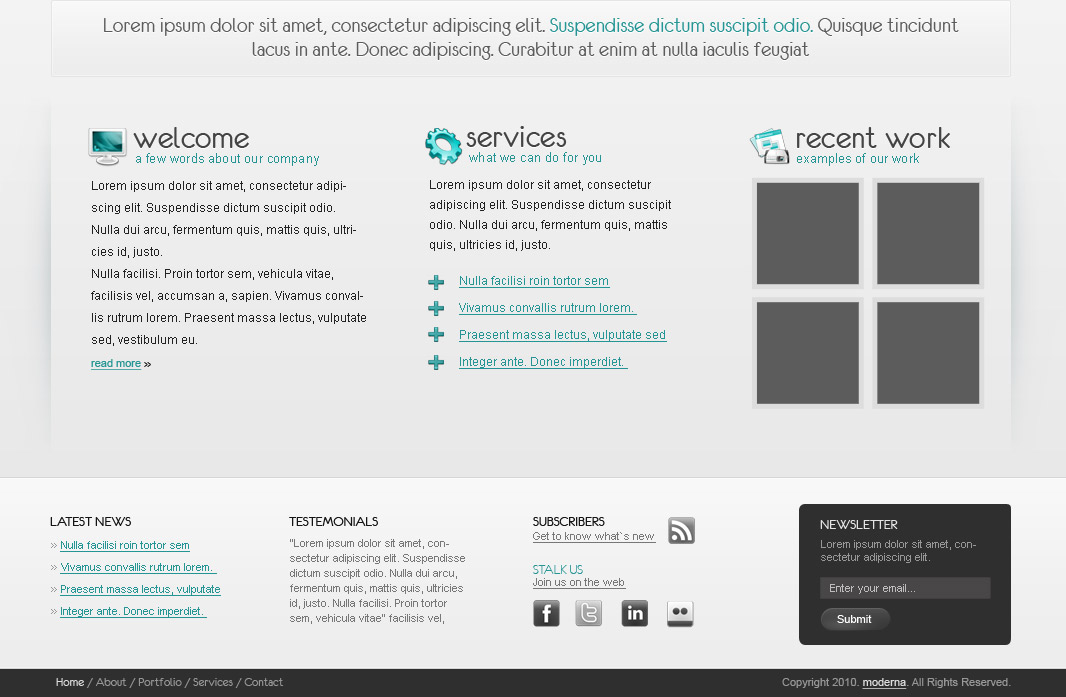 Lorem ipsum dolor sit amet, consectetur adipiscing elit. Suspendisse dictum suscipit odio. Quisque tincidunt
lacus in ante. Donec adipiscing. Curabitur at enim at nulla iaculis feugiat
welcome
a few words about our company
Lorem ipsum dolor sit amet, consectetur adipi-
scing elit. Suspendisse dictum suscipit odio.
Nulla dui arcu, fermentum quis, mattis quis, ultri-
cies id, justo.
Nulla facilisi. Proin tortor sem, vehicula vitae,
facilisis vel, accumsan a, sapien. Vivamus conval-
lis rutrum lorem. Praesent massa lectus, vulputate
sed, vestibulum eu.
read more »
services
what we can do for you
Lorem ipsum dolor sit amet, consectetur
adipiscing elit. Suspendisse dictum suscipit
odio. Nulla dui arcu, fermentum quis, mattis
quis, ultricies id, justo.
Nulla facilisi roin tortor sem
Vivamus convallis rutrum lorem.
Praesent massa lectus, vulputate sed
Integer ante. Donec imperdiet.
recent work
examples of our work
LATEST NEWS
» Nulla facilisi roin tortor sem
» Vivamus convallis rutrum lorem.
» Praesent massa lectus, vulputate
» Integer ante. Donec imperdiet.
TESTEMONIALS
"Lorem ipsum dolor sit amet, con-
sectetur adipiscing elit. Suspendisse
dictum suscipit odio. Nulla dui arcu,
fermentum quis, mattis quis, ultricies
id, justo. Nulla facilisi. Proin tortor
sem, vehicula vitae" facilisis vel,
SUBSCRIBERS
Get to know what`s new
STALK US
Join us on the web
f t in
NEWSLETTER
Lorem ipsum dolor sit amet, con-
sectetur adipiscing elit.
Enter your email...
Submit
Home / About / Portfolio / Services / Contact
Copyright 2010. moderna. All Rights Reserved.